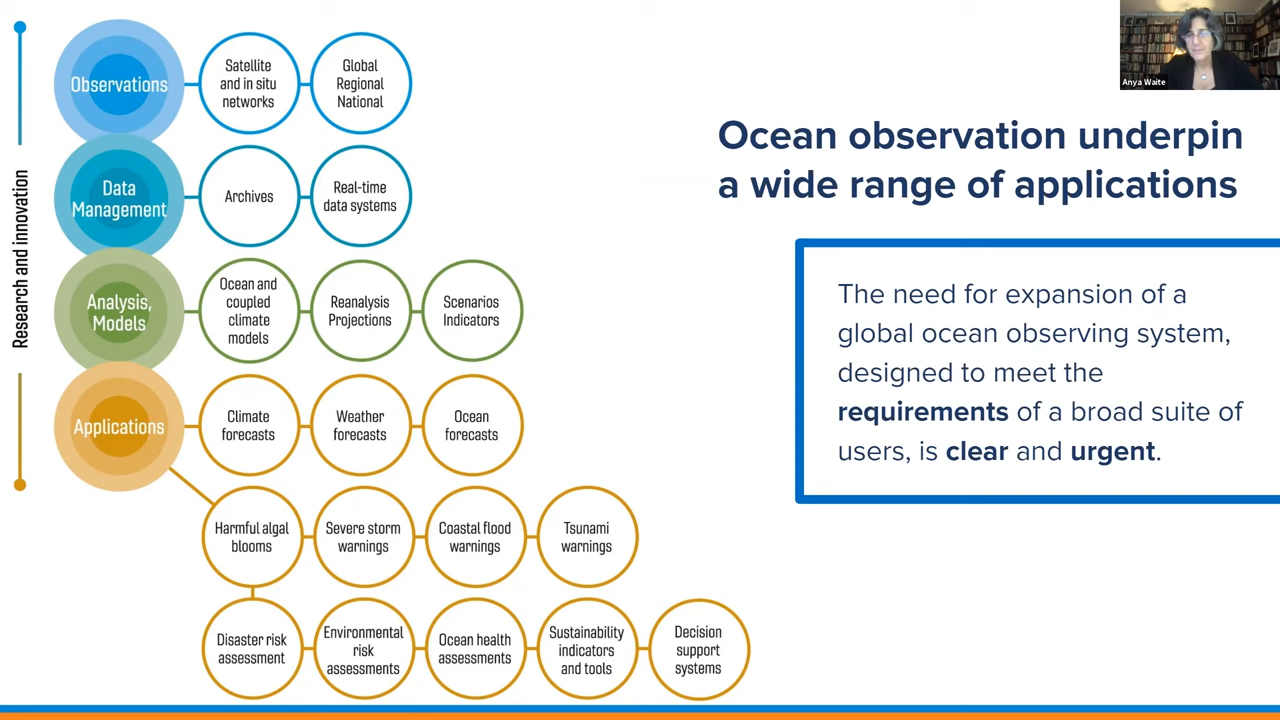 Research and innovation
Observations
Satellite
and in situ
networks
Global
Regional
National
Data
Management
Archives
Real-time
data systems
Analysis,
Models
Ocean and
coupled
climate
models
Reanalysis
Projections
Scenarios
Indicators
Applications
Climate
forecasts
Weather
forecasts
Ocean
forecasts
Harmful algal
blooms
Severe storm
warnings
Coastal flood
warnings
Tsunami
warnings
Disaster risk
assessment
Environmental
risk
assessments
Ocean health
assessments
Sustainability
indicators
and tools
Decision
support
systems
Anya Waite
Ocean observation underpin
a wide range of applications
The need for expansion of a
global ocean observing system,
designed to meet the
requirements of a broad suite of
users, is clear and urgent.